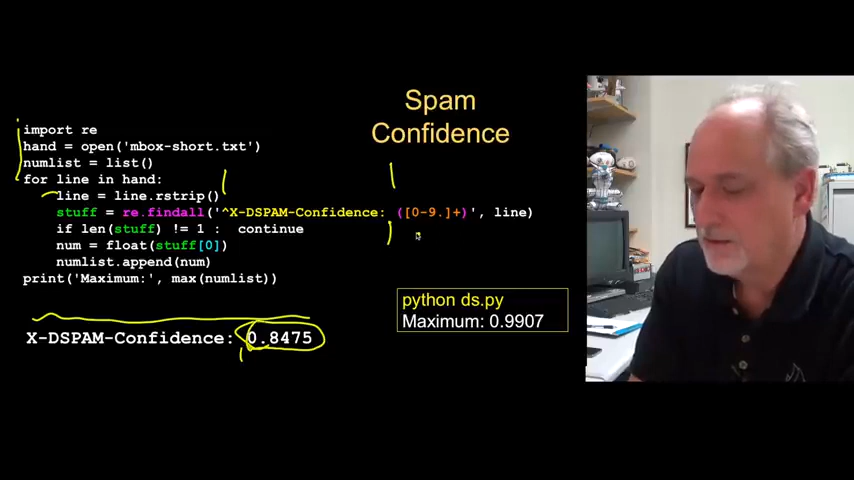 Spam
Confidence
import re
hand = open('mbox-short.txt')
numlist = list()
for line in hand:
    line = line.rstrip()
    stuff = re.findall('^X-DSPAM-Confidence: ([0-9.]+)', line)
    if len(stuff) != 1 :  continue
    num = float(stuff[0])
    numlist.append(num)
print('Maximum:', max(numlist))
python ds.py
Maximum: 0.9907
X-DSPAM-Confidence: 0.8475